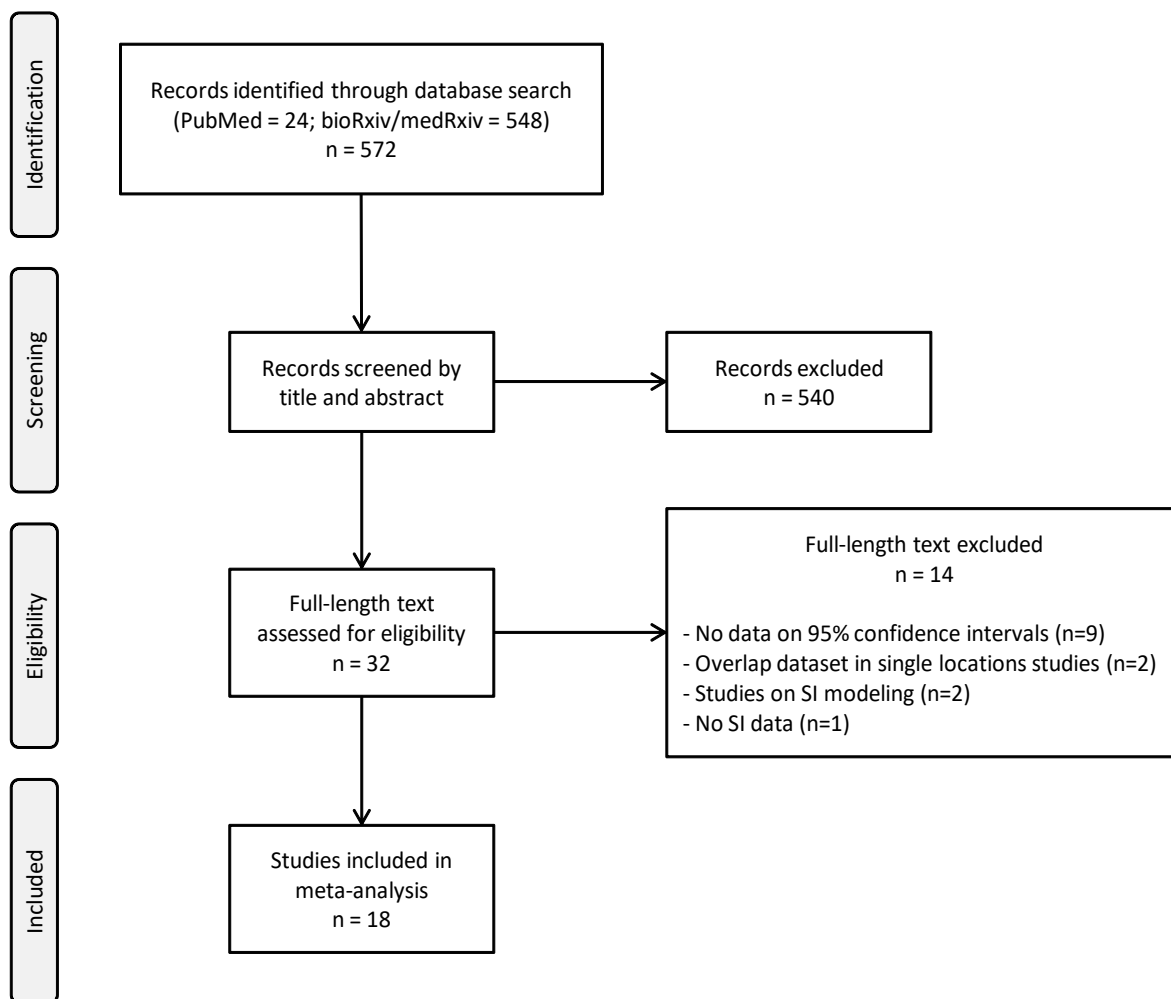 Identification
Records identified through database search
(PubMed = 24; bioRxiv/medRxiv = 548)
n = 572
Screening
Records screened by
title and abstract
Records excluded
n = 540
Eligibility
Full-length text
assessed for eligibility
n = 32
Full-length text excluded
n = 14
- No data on 95% confidence intervals (n=9)
- Overlap dataset in single locations studies (n=2)
- Studies on SI modeling (n=2)
- No SI data (n=1)
Included
Studies included in
meta-analysis
n = 18